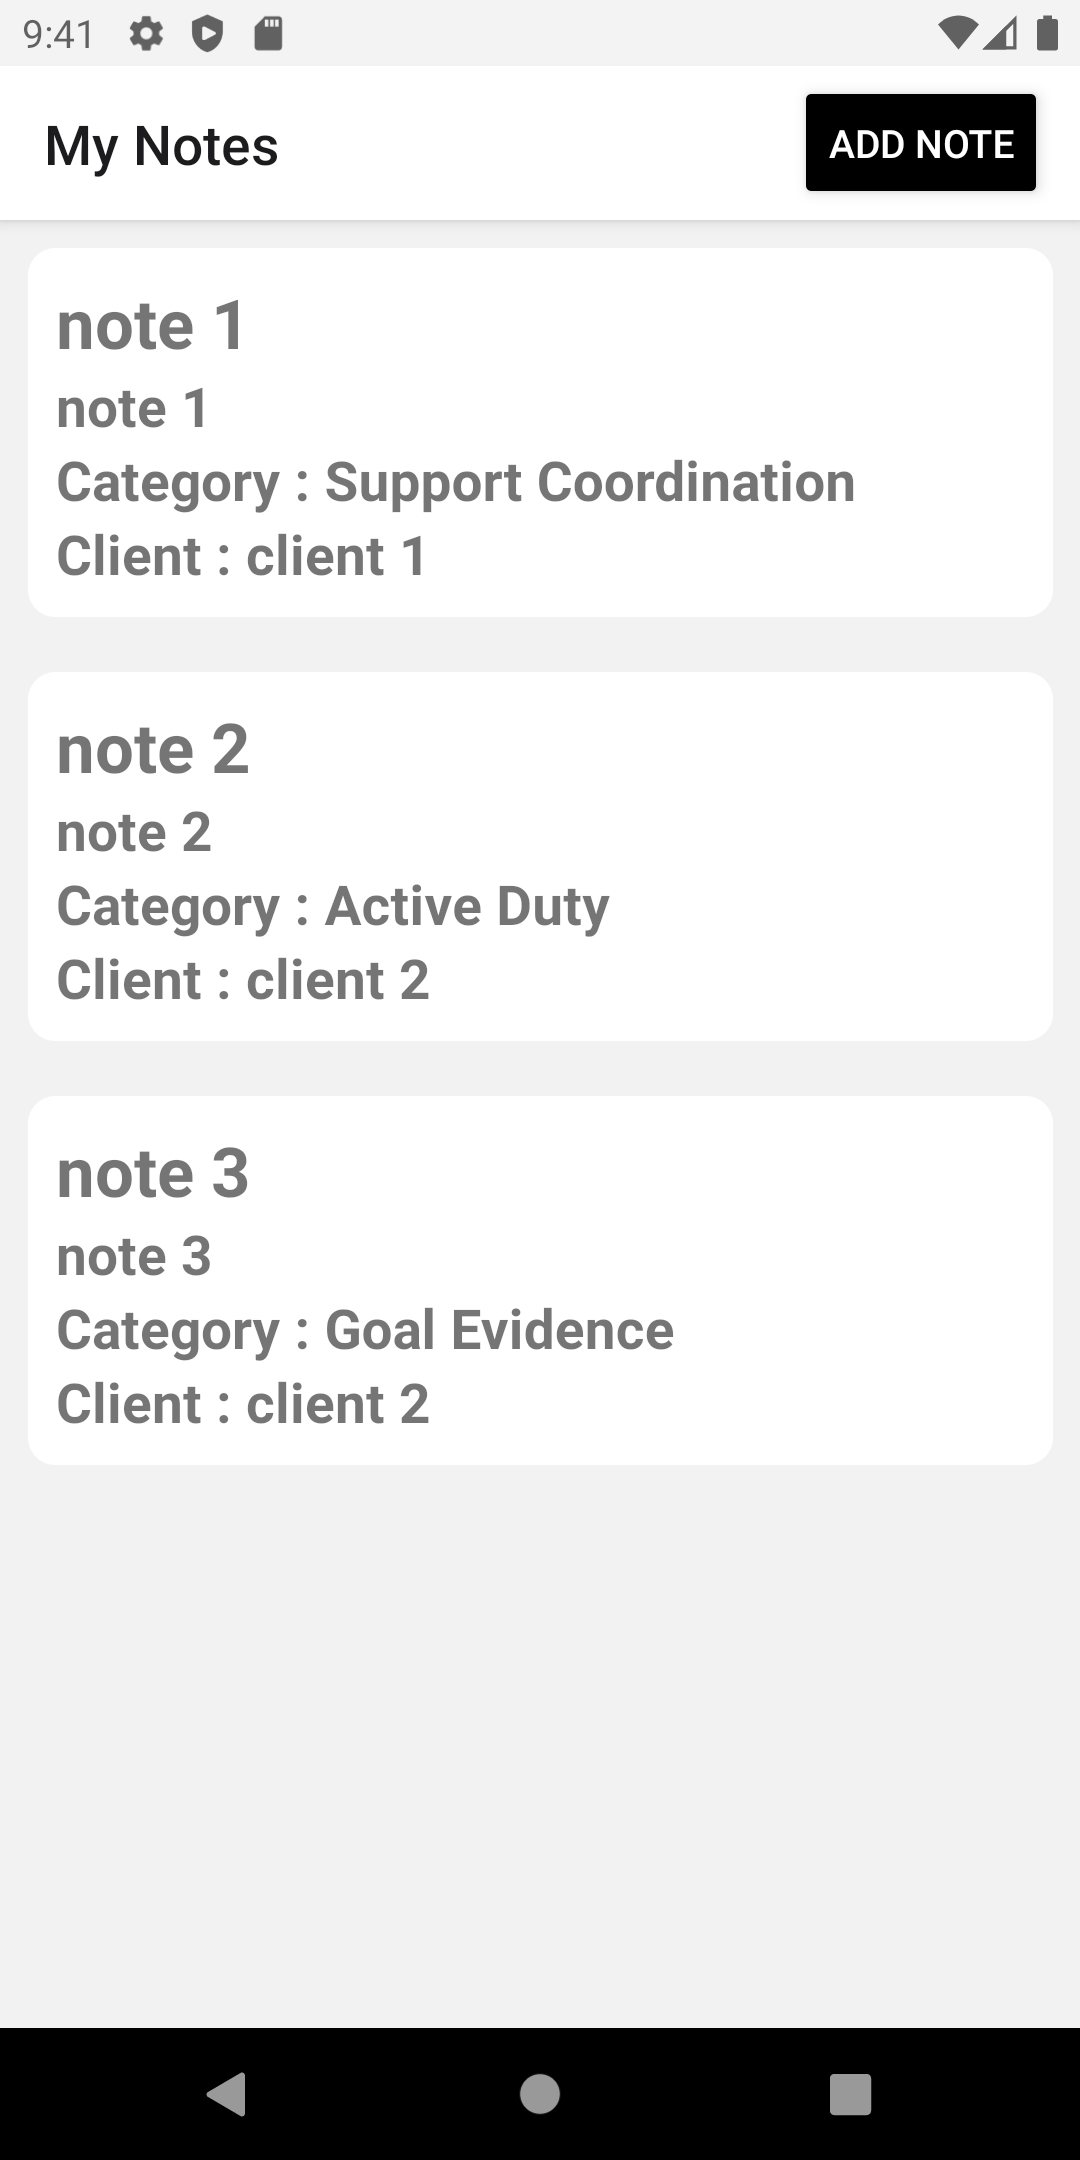 9:41
My Notes
ADD NOTE
note 1
note 1
Category : Support Coordination
Client : client 1
note 2
note 2
Category : Active Duty
Client : client 2
note 3
note 3
Category : Goal Evidence
Client : client 2